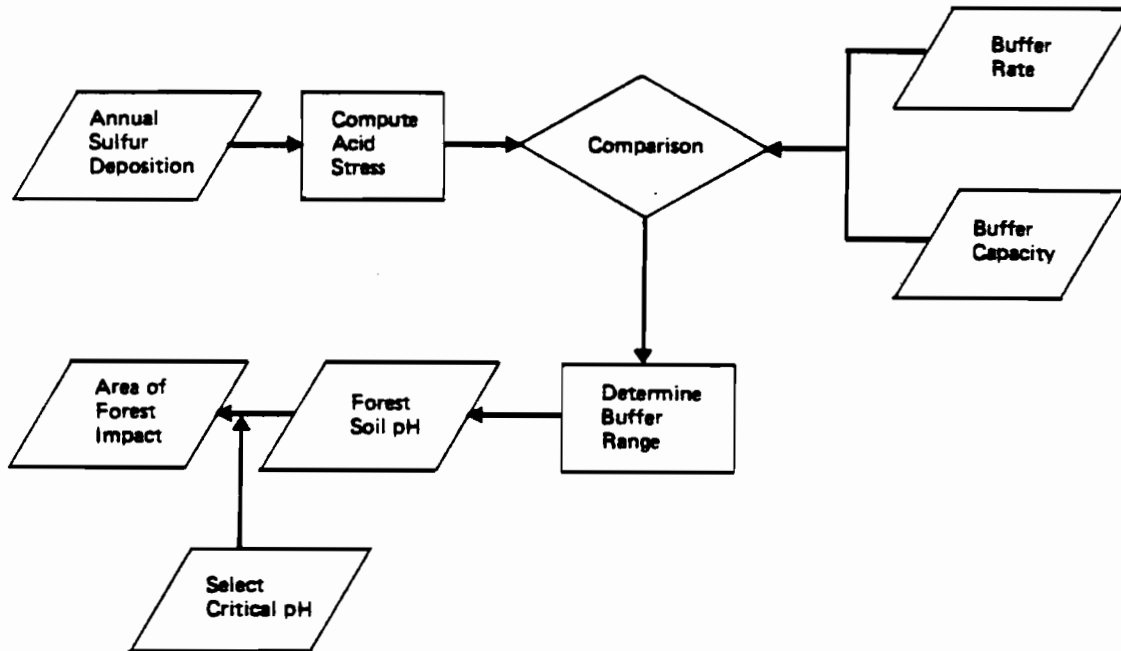 Annual
Sulfur
Deposition
Compute
Acid
Stress
Comparison
Buffer
Rate
Buffer
Capacity
Determine
Buffer
Range
Forest
Soil pH
Area of
Forest
Impact
Select
Critical pH